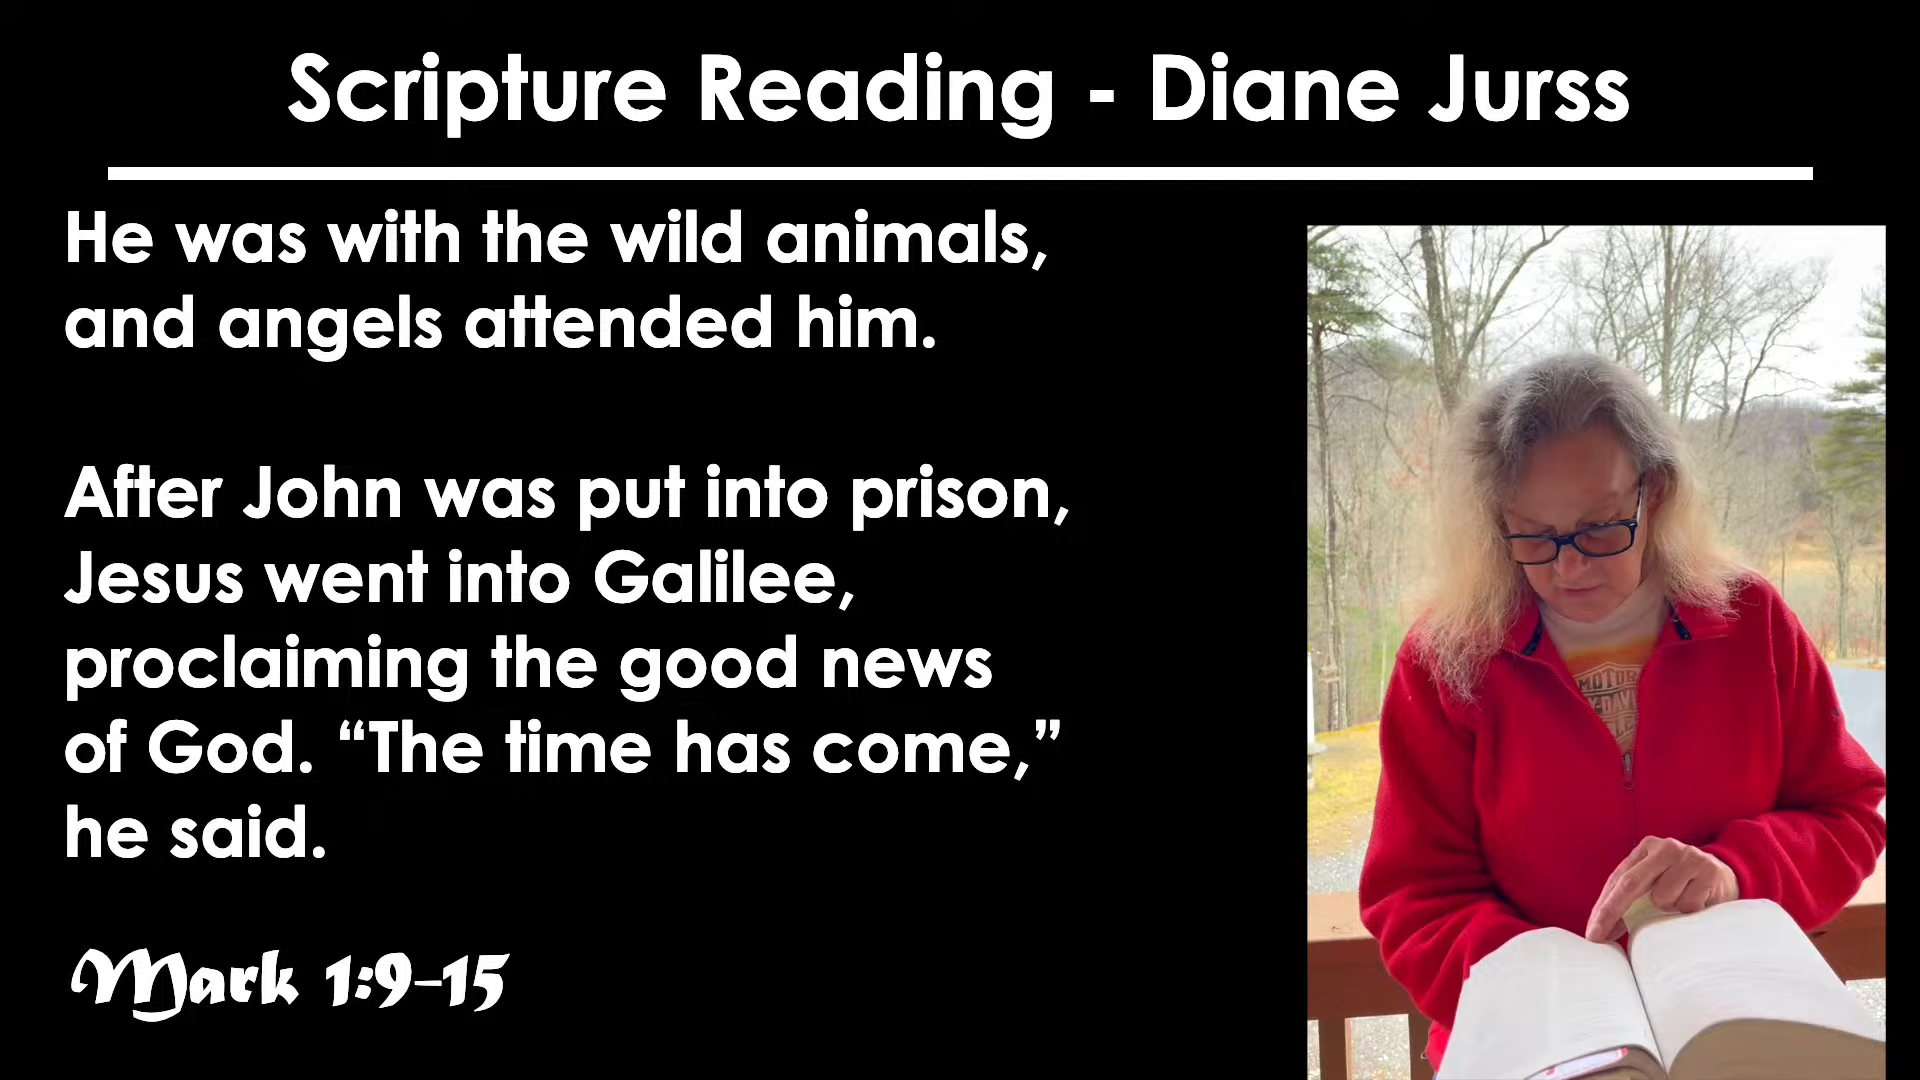 Scripture Reading - Diane Jurss
He was with the wild animals,
and angels attended him.
After John was put into prison,
Jesus went into Galilee,
proclaiming the good news
of God. “The time has come,”
he said.
Mark 1:9-15
MOTOR
Y-DAVI